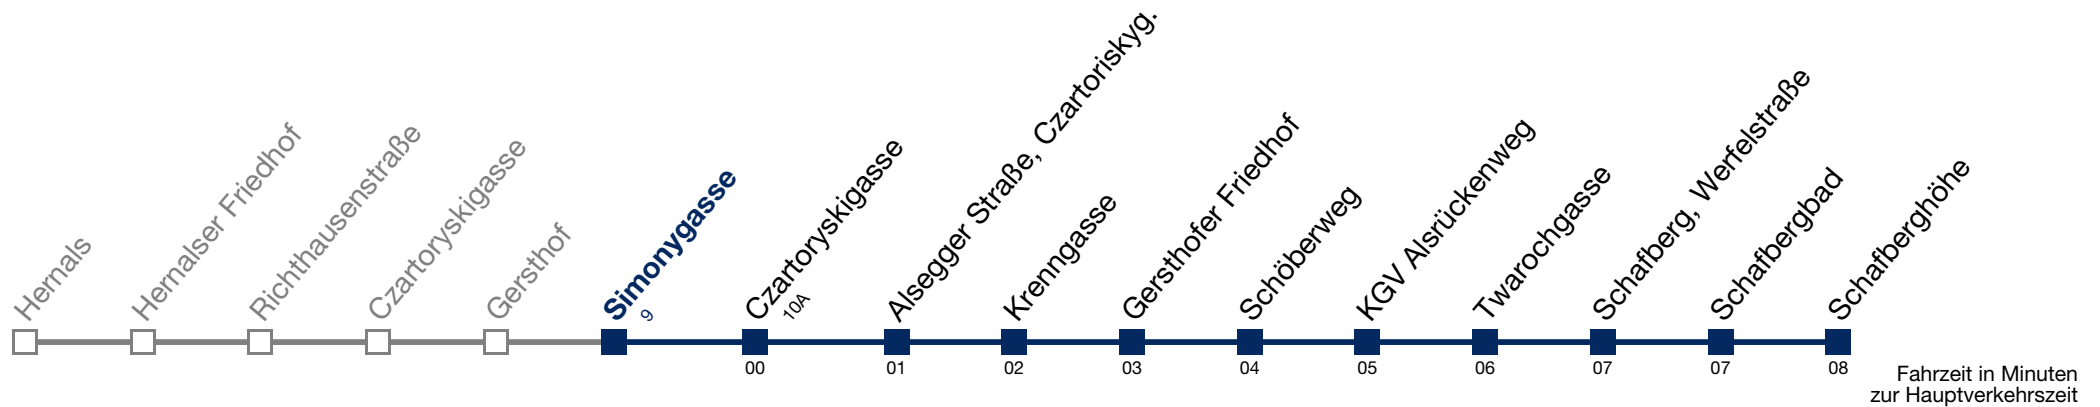 Hernals
Hernalser Friedhof
Richthausenstraße
Czartoryskigasse
Gersthof
Simonygasse
9
Czartoryskigasse
10A
Alsegger Straße, Czartoriskyg.
Krenngasse
Gersthofer Friedhof
Schöberweg
KGV Alsrückenweg
Twarochgasse
Schafberg, Werfelstraße
Schafbergbad
Schafberghöhe
00 01 02 03 04 05 06 07 07 08
Fahrzeit in Minuten
zur Hauptverkehrszeit